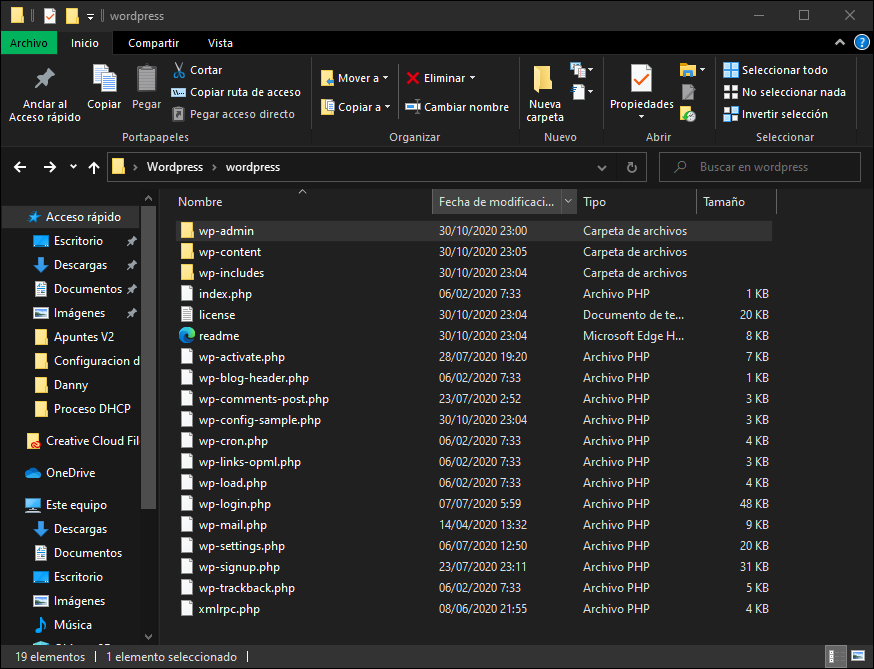 wordpress
Archivo Inicio Compartir Vista
Anclar al
Acceso rápido
Copiar
Pegar
Cortar
Copiar ruta de acceso
Pegar acceso directo
Portapapeles
Mover a
Copiar a
Eliminar
Cambiar nombre
Organizar
Nueva
carpeta
Nuevo
Propiedades
Abrir
Seleccionar todo
No seleccionar nada
Invertir selección
Seleccionar
Wordpress > wordpress
Buscar en wordpress
Acceso rápido
Escritorio
Descargas
Documentos
Imágenes
Apuntes V2
Configuracion d
Danny
Proceso DHCP
Creative Cloud Fil
OneDrive
Este equipo
Descargas
Documentos
Escritorio
Imágenes
Música
Nombre Fecha de modificaci... Tipo Tamaño
wp-admin 30/10/2020 23:00 Carpeta de archivos
wp-content 30/10/2020 23:05 Carpeta de archivos
wp-includes 30/10/2020 23:04 Carpeta de archivos
index.php 06/02/2020 7:33 Archivo PHP 1 KB
license 30/10/2020 23:04 Documento de te... 20 KB
readme 30/10/2020 23:04 Microsoft Edge H... 8 KB
wp-activate.php 28/07/2020 19:20 Archivo PHP 7 KB
wp-blog-header.php 06/02/2020 7:33 Archivo PHP 1 KB
wp-comments-post.php 23/07/2020 2:52 Archivo PHP 3 KB
wp-config-sample.php 30/10/2020 23:04 Archivo PHP 3 KB
wp-cron.php 06/02/2020 7:33 Archivo PHP 4 KB
wp-links-opml.php 06/02/2020 7:33 Archivo PHP 3 KB
wp-load.php 06/02/2020 7:33 Archivo PHP 4 KB
wp-login.php 07/07/2020 5:59 Archivo PHP 48 KB
wp-mail.php 14/04/2020 13:32 Archivo PHP 9 KB
wp-settings.php 06/07/2020 12:50 Archivo PHP 20 KB
wp-signup.php 23/07/2020 23:11 Archivo PHP 31 KB
wp-trackback.php 06/02/2020 7:33 Archivo PHP 5 KB
xmlrpc.php 08/06/2020 21:55 Archivo PHP 4 KB
19 elementos 1 elemento seleccionado